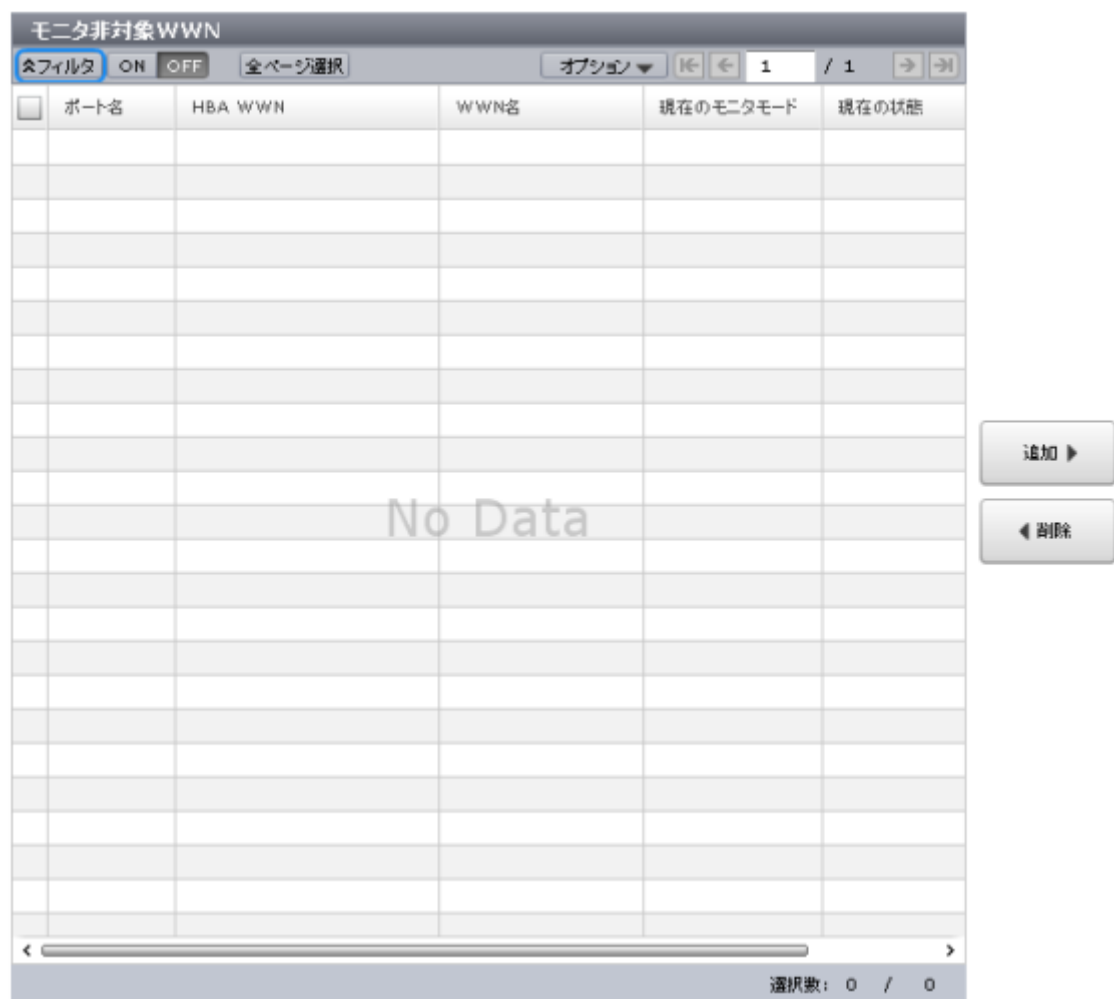 モニタ非対象WWN
フィルタ ON OFF 全ページ選択 オプション 1 / 1
ポート名 HBA WWN WWN名 現在のモニタモード 現在の状態
追加
No Data
削除
選択数: 0 / 0